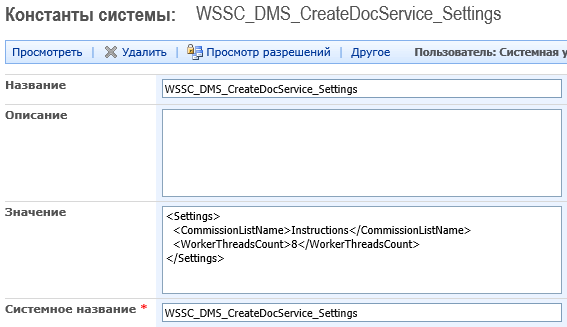 Константы системы: WSSC_DMS_CreateDocService_Settings
Просмотреть | Удалить | Просмотр разрешений | Другое Пользователь: Системная у
Название WSSC_DMS_CreateDocService_Settings
Описание
Значение <Settings>
<CommissionListName>Instructions</CommissionListName>
<WorkerThreadsCount>8</WorkerThreadsCount>
</Settings>
Системное название * WSSC_DMS_CreateDocService_Settings